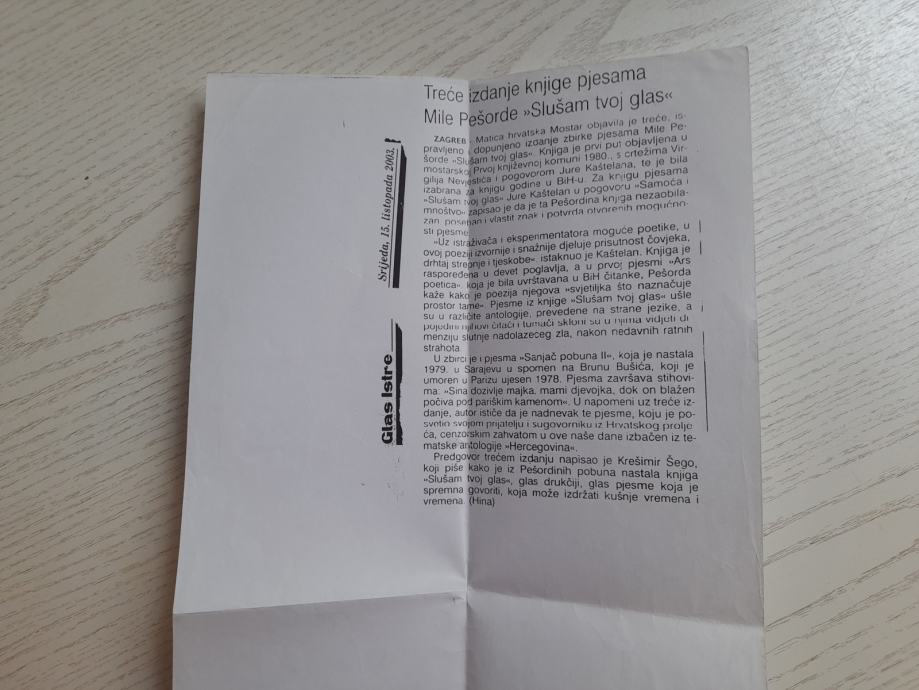 Treće izdanje knjige pjesama
Mile Pešorde »Slušam tvoj glas«
ZAGREB - Matica hrvatska Mostar objavila je treće, is-
pravljeno i dopunjeno izdanje zbirke pjesama Mile Pe-
šorde »Slušam tvoj glas«. Knjiga je prvi put objavljena u
mostarskoj Prvoj književnoj komuni 1980., s crtežima Vir-
gilija Nevjestića i pogovorom Jure Kaštelana, te je bila
izabrana za knjigu godine u BiH-u. Za knjigu pjesama
»Slušam tvoj glas« Jure Kaštelan u pogovoru »Samoća i
mnoštvo« zapisao je da je ta Pešordina knjiga nezaobila-
zan, poseban i vlastit znak i potvrda otvorenih mogućno-
sti pjesme.
»Uz istraživača i eksperimentatora moguće poetike, u
ovoj poeziji izvornije i snažnije djeluje prisutnost čovjeka,
drhtaj strepnje i tjeskobe« istaknuo je Kaštelan. Knjiga je
raspoređena u devet poglavlja, a u prvoj pjesmi »Ars
poetica«, koja je bila uvrštavana u BiH čitanke, Pešorda
kaže kako je poezija njegova »svjetiljka što naznačuje
prostor tame«. Pjesme iz knjige »Slušam tvoj glas« ušle
su u različite antologije, prevedene na strane jezike, a
pojedini njihovi čitači i tumači skloni su u njima vidjeti di-
menziju slutnje nadolazećeg zla, nakon nedavnih ratnih
strahota.
U zbirci je i pjesma »Sanjač pobuna II«, koja je nastala
1979. u Sarajevu u spomen na Brunu Bušića, koji je
umoren u Parizu ujesen 1978. Pjesma završava stihovi-
ma: »Sina dozivlje majka, mami djevojka, dok on blažen
počiva pod pariškim kamenom«. U napomeni uz treće iz-
danje, autor ističe da je nadnevak te pjesme, koju je po-
svetio svojom prijatelju i sugovorniku iz Hrvatskog prolje-
ća, cenzorskim zahvatom u ove naše dane izbačen iz te-
matske antologije »Hercegovina«.
Predgovor trećem izdanju napisao je Krešimir Šego,
koji piše kako je iz Pešordinih pobuna nastala knjiga
»Slušam tvoj glas«, glas drukčiji, glas pjesme koja je
spremna govoriti, koja može izdržati kušnje vremena i
vremena. (Hina)
Srijeda, 15. listopada 2003.
Glas Istre